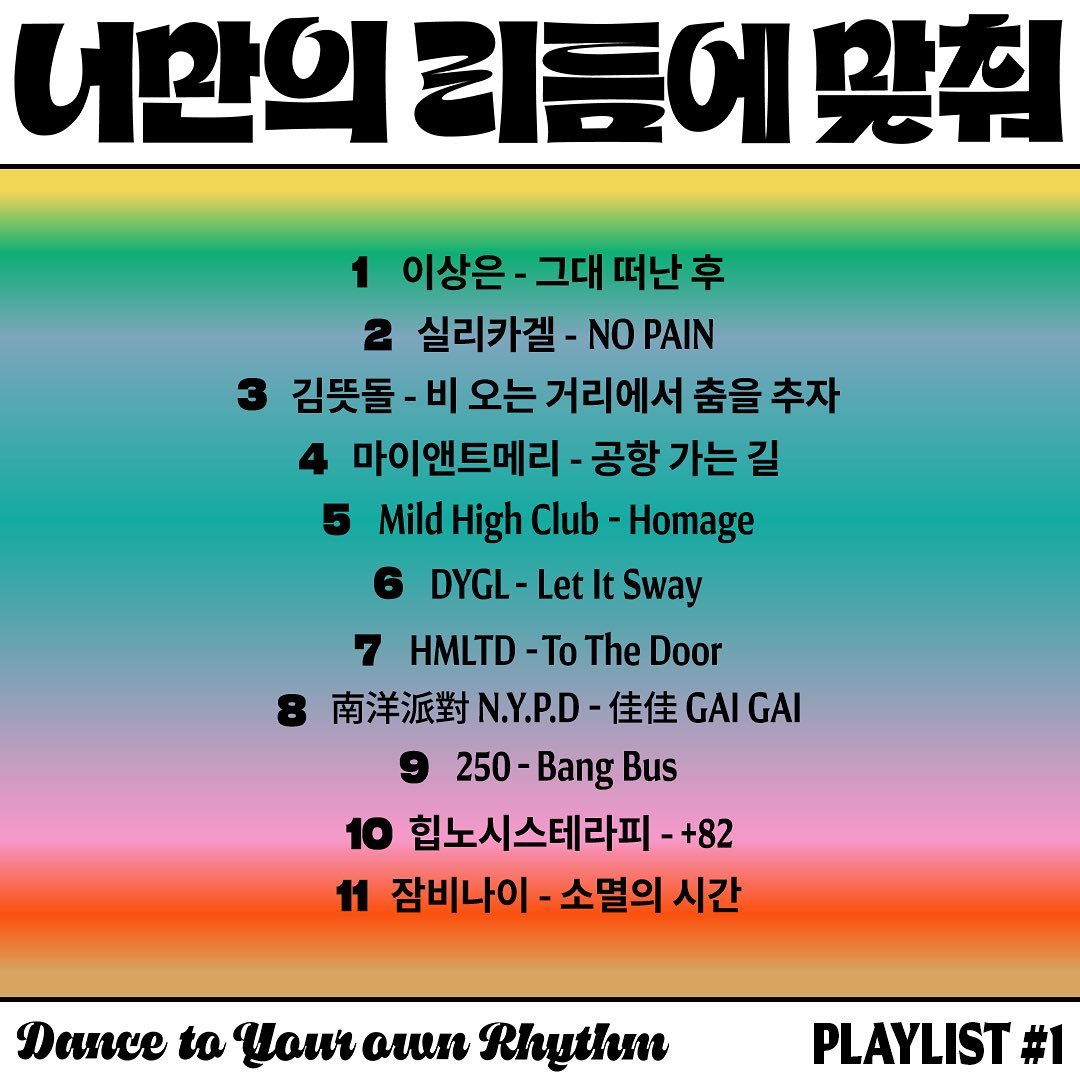 너만의 리듬에 맞춰
1 이상은 - 그대 떠난 후
2 실리카겔 - NO PAIN
3 김뜻돌 - 비 오는 거리에서 춤을 추자
4 마이앤트메리 - 공항 가는 길
5 Mild High Club - Homage
6 DYGL - Let It Sway
7 HMLTD - To The Door
8 南洋派對 N.Y.P.D - 佳佳 GAI GAI
9 250 - Bang Bus
10 힙노시스테라피 - +82
11 잠비나이 - 소멸의 시간
Dance to Your own Rhythm
PLAYLIST #1